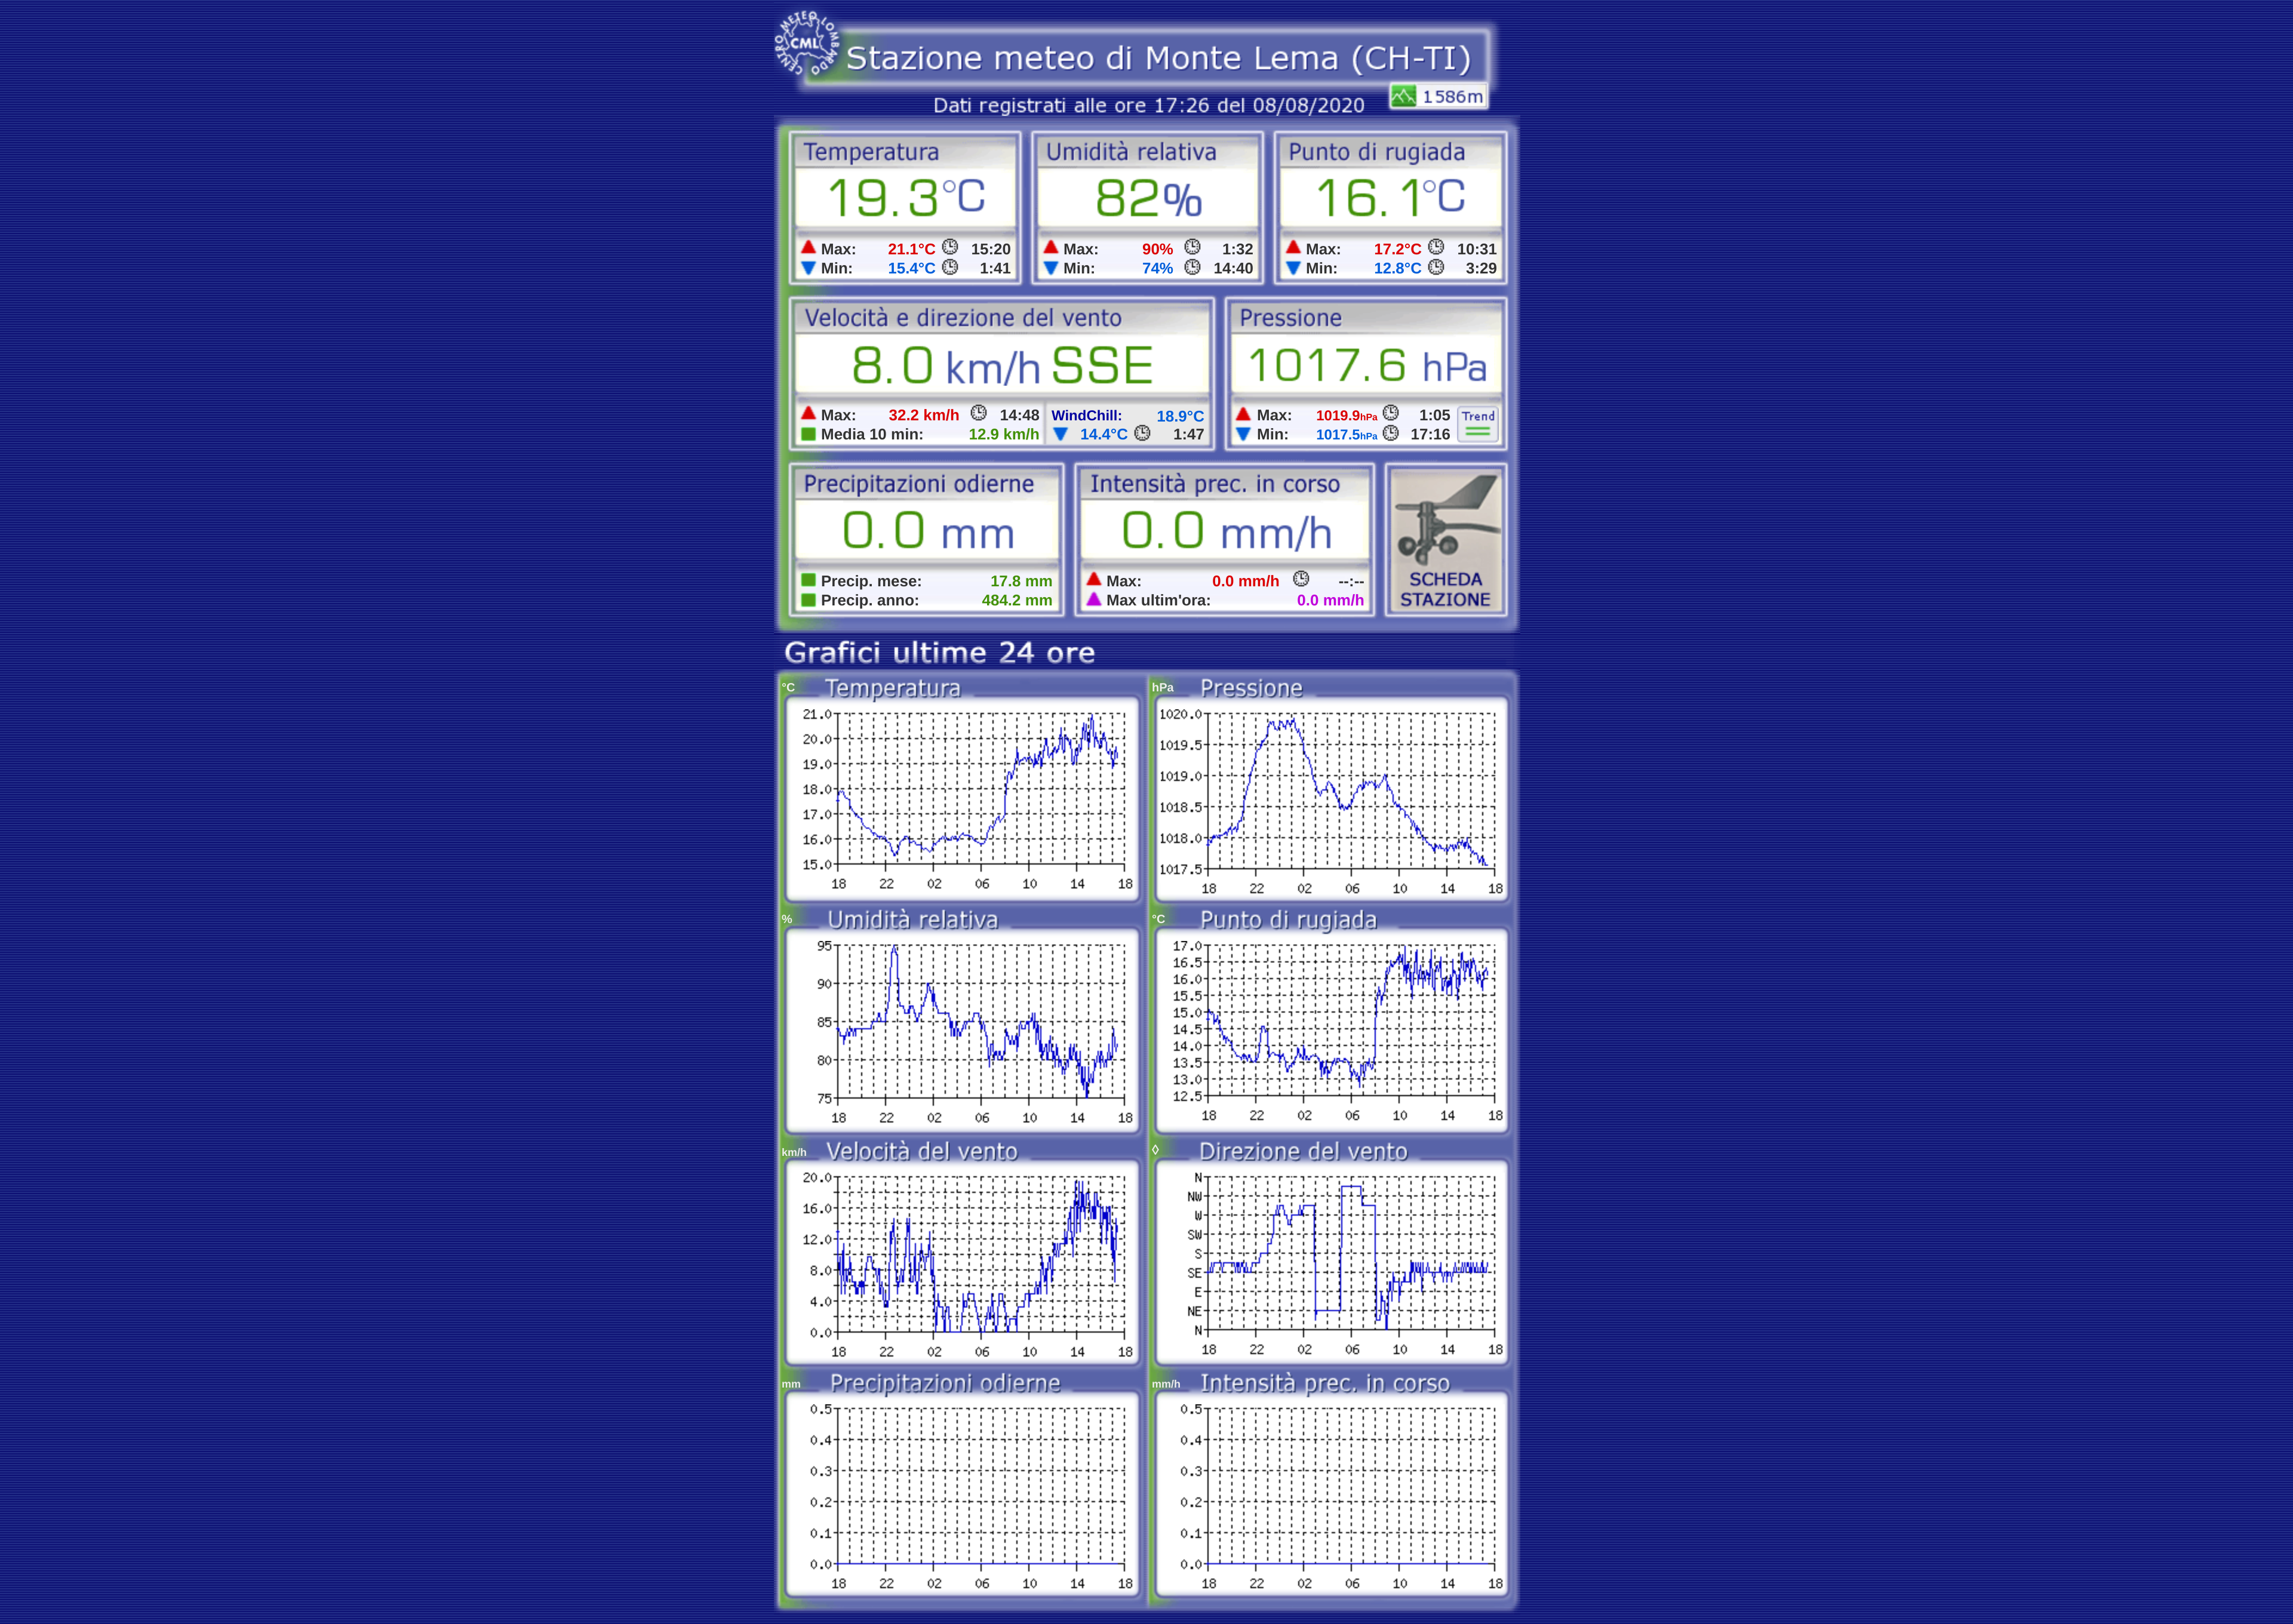 CENTRO METEO LOMBARDO
CML
Stazione meteo di Monte Lema (CH-TI)
1586m
Dati registrati alle ore 17:26 del 08/08/2020
Temperatura
19.3°C
Max: 21.1°C 15:20
Min: 15.4°C 1:41
Umidità relativa
82%
Max: 90% 1:32
Min: 74% 14:40
Punto di rugiada
16.1°C
Max: 17.2°C 10:31
Min: 12.8°C 3:29
Velocità e direzione del vento
8.0 km/h SSE
Max: 32.2 km/h 14:48
Media 10 min: 12.9 km/h
WindChill: 18.9°C
14.4°C 1:47
Pressione
1017.6 hPa
Max: 1019.9hPa 1:05
Min: 1017.5hPa 17:16
Trend
Precipitazioni odierne
0.0 mm
Precip. mese: 17.8 mm
Precip. anno: 484.2 mm
Intensità prec. in corso
0.0 mm/h
Max: 0.0 mm/h --:--
Max ultim'ora: 0.0 mm/h
SCHEDA
STAZIONE
Grafici ultime 24 ore
°C Temperatura
21.0
20.0
19.0
18.0
17.0
16.0
15.0
18 22 02 06 10 14 18
hPa Pressione
1020.0
1019.5
1019.0
1018.5
1018.0
1017.5
18 22 02 06 10 14 18
% Umidità relativa
95
90
85
80
75
18 22 02 06 10 14 18
°C Punto di rugiada
17.0
16.5
16.0
15.5
15.0
14.5
14.0
13.5
13.0
12.5
18 22 02 06 10 14 18
km/h Velocità del vento
20.0
16.0
12.0
8.0
4.0
0.0
18 22 02 06 10 14 18
◊ Direzione del vento
N
NW
W
SW
S
SE
E
NE
N
18 22 02 06 10 14 18
mm Precipitazioni odierne
0.5
0.4
0.3
0.2
0.1
0.0
18 22 02 06 10 14 18
mm/h Intensità prec. in corso
0.5
0.4
0.3
0.2
0.1
0.0
18 22 02 06 10 14 18